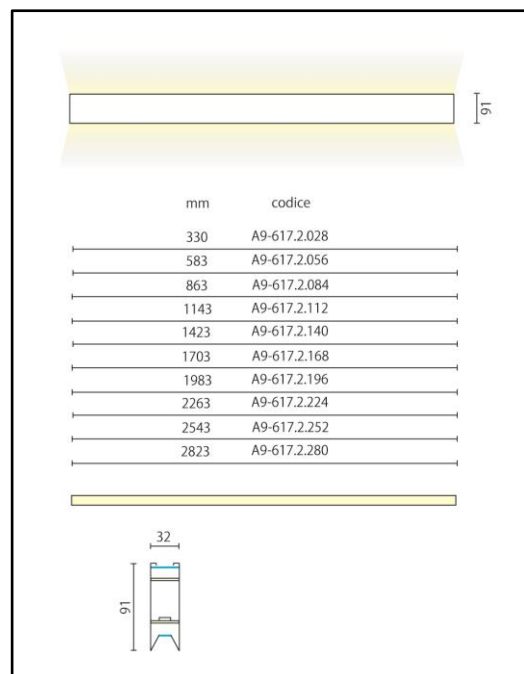 91
mm codice
330 A9-617.2.028
583 A9-617.2.056
863 A9-617.2.084
1143 A9-617.2.112
1423 A9-617.2.140
1703 A9-617.2.168
1983 A9-617.2.196
2263 A9-617.2.224
2543 A9-617.2.252
2823 A9-617.2.280
32
91